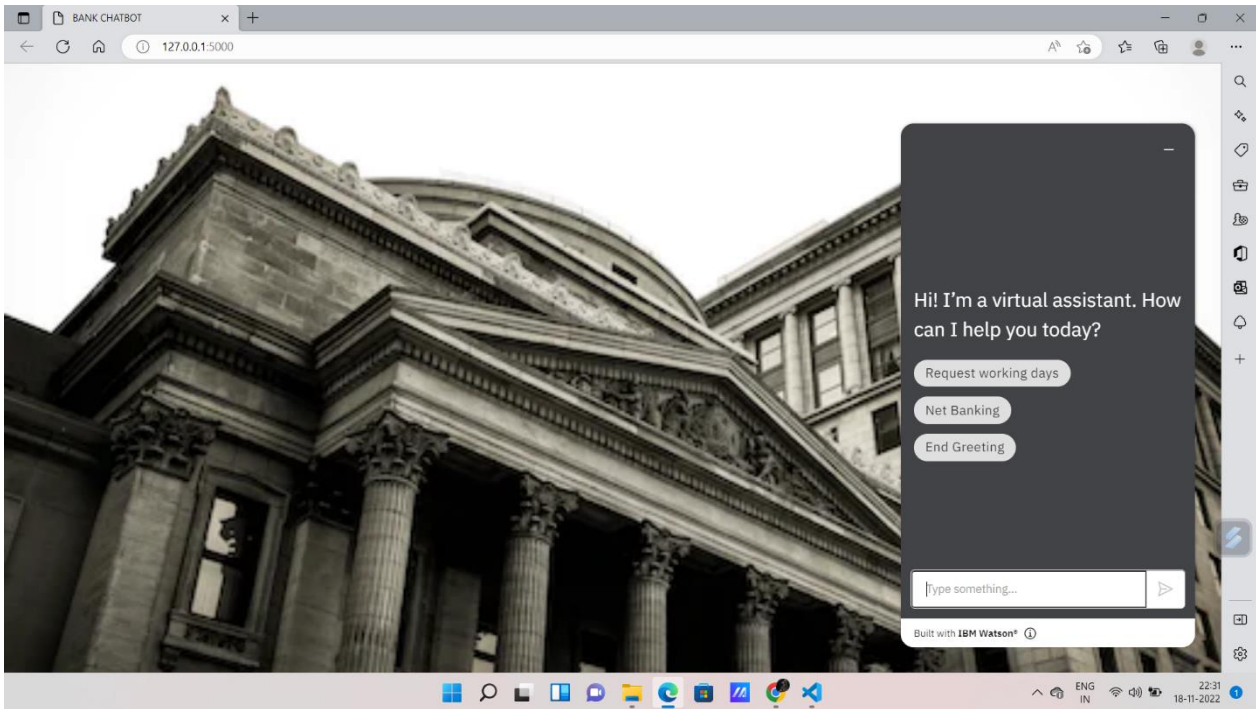 BANK CHATBOT
127.0.0.1:5000
Hi! I’m a virtual assistant. How
can I help you today?
Request working days
Net Banking
End Greeting
Type something...
Built with IBM Watson®
ENG
IN
22:31
18-11-2022
1